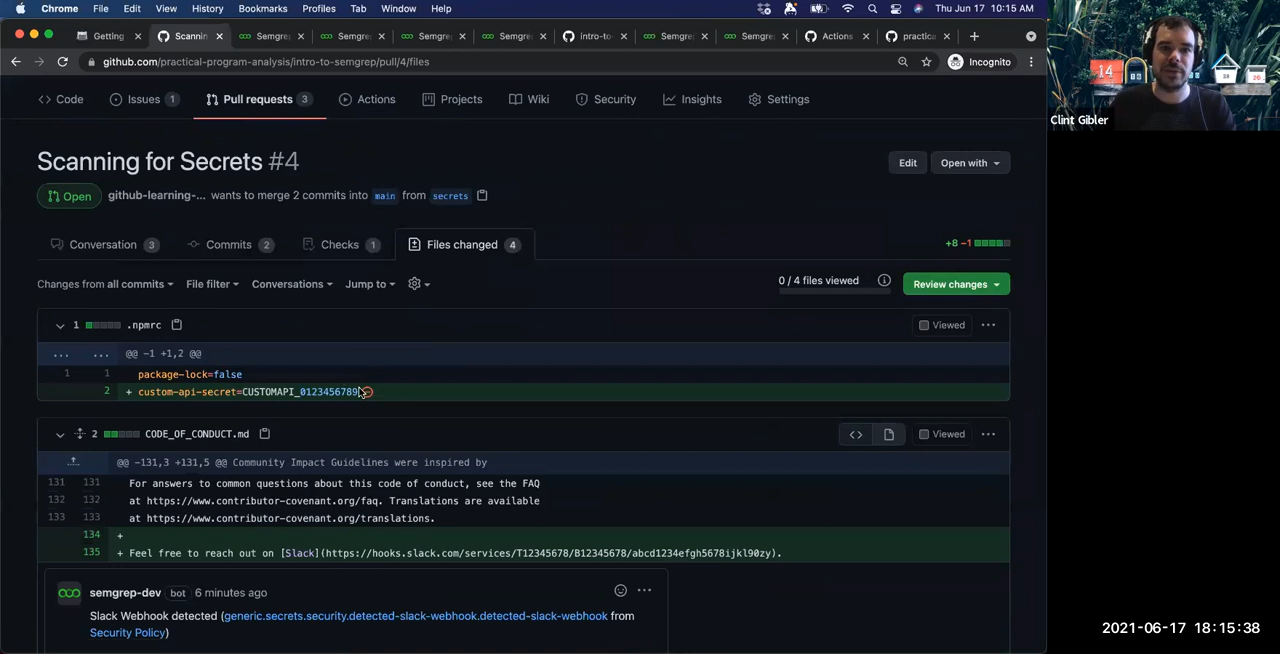 Chrome File Edit View History Bookmarks Profiles Tab Window Help Thu Jun 17 10:15 AM
Getting Scannin Semgre Semgre Semgre Semgre intro-to- Semgre Semgre Actions practica
github.com/practical-program-analysis/intro-to-semgrep/pull/4/files Incognito
Code Issues 1 Pull requests 3 Actions Projects Wiki Security Insights Settings
Clint Gibler
Scanning for Secrets #4 Edit Open with
Open github-learning-... wants to merge 2 commits into main from secrets
Conversation 3 Commits 2 Checks 1 Files changed 4 +8 −1
Changes from all commits File filter Conversations Jump to 0 / 4 files viewed Review changes
1 .npmrc Viewed
... ... @@ -1 +1,2 @@
1 1 package-lock=false
2 + custom-api-secret=CUSTOMAPI_0123456789
2 CODE_OF_CONDUCT.md Viewed
@@ -131,3 +131,5 @@ Community Impact Guidelines were inspired by
131 131 For answers to common questions about this code of conduct, see the FAQ
132 132 at https://www.contributor-covenant.org/faq. Translations are available
133 133 at https://www.contributor-covenant.org/translations.
134 +
135 + Feel free to reach out on [Slack](https://hooks.slack.com/services/T12345678/B12345678/abcd1234efgh5678ijkl90zy).
semgrep-dev bot 6 minutes ago
Slack Webhook detected (generic.secrets.security.detected-slack-webhook.detected-slack-webhook from
Security Policy)
2021-06-17 18:15:38